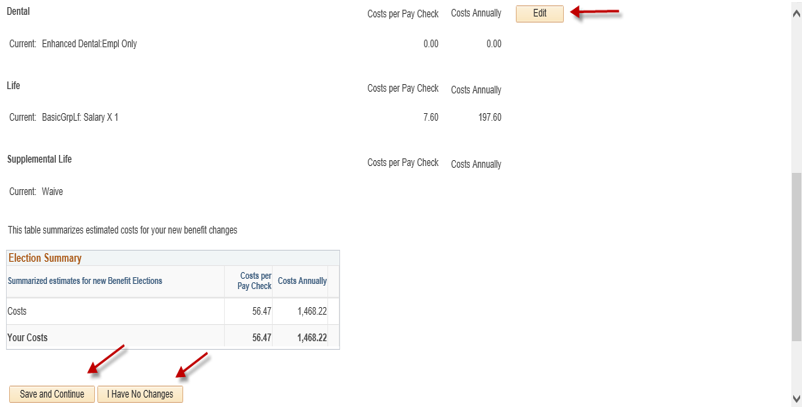 Dental Costs per Pay Check Costs Annually Edit
Current: Enhanced Dental:Empl Only 0.00 0.00
Life Costs per Pay Check Costs Annually
Current: BasicGrpLf: Salary X 1 7.60 197.60
Supplemental Life Costs per Pay Check Costs Annually
Current: Waive
This table summarizes estimated costs for your new benefit changes
Election Summary
Summarized estimates for new Benefit Elections Costs per Pay Check Costs Annually
Costs 56.47 1,468.22
Your Costs 56.47 1,468.22
Save and Continue I Have No Changes